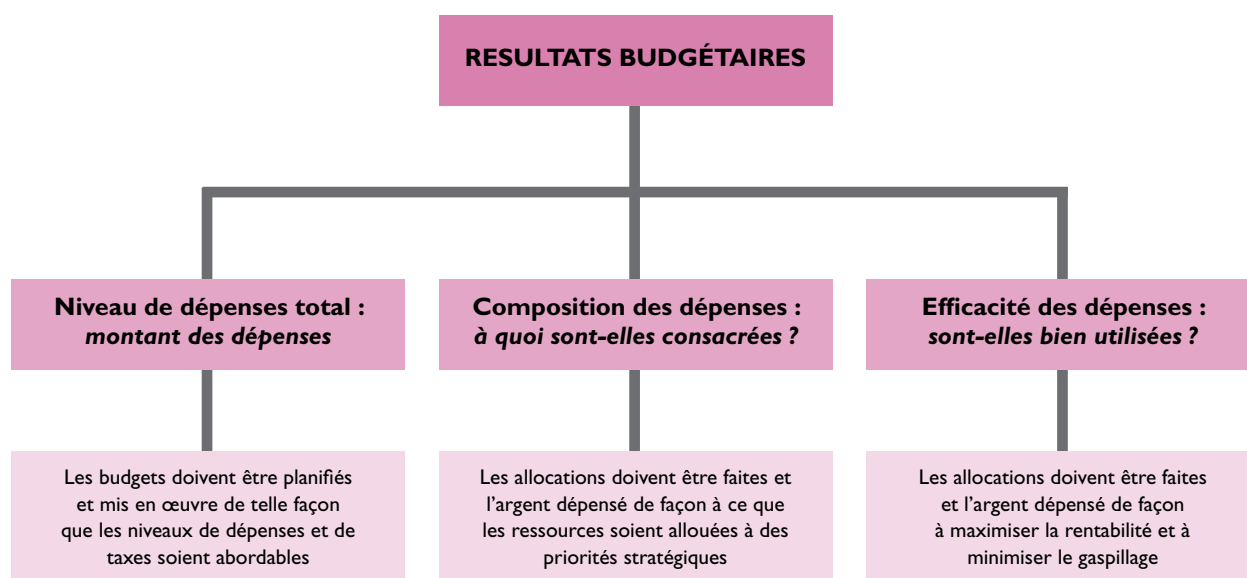 RESULTATS BUDGÉTAIRES
Niveau de dépenses total :
montant des dépenses
Composition des dépenses :
à quoi sont-elles consacrées ?
Efficacité des dépenses :
sont-elles bien utilisées ?
Les budgets doivent être planifiés
et mis en œuvre de telle façon
que les niveaux de dépenses et de
taxes soient abordables
Les allocations doivent être faites et
l’argent dépensé de façon à ce que
les ressources soient allouées à des
priorités stratégiques
Les allocations doivent être faites
et l’argent dépensé de façon
à maximiser la rentabilité et à
minimiser le gaspillage